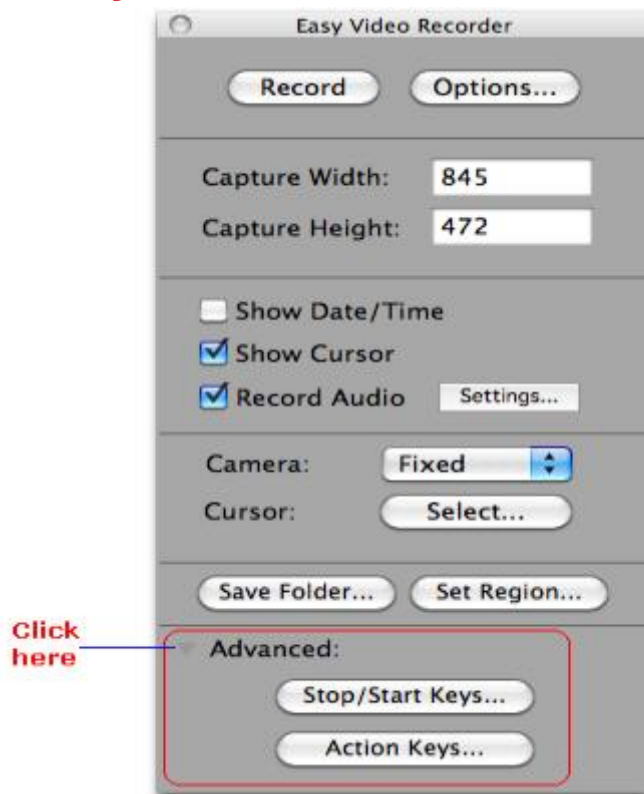 Easy Video Recorder
Record Options...
Capture Width: 845
Capture Height: 472
Show Date/Time
Show Cursor
Record Audio Settings...
Camera: Fixed
Cursor: Select...
Save Folder... Set Region...
Click
here
Advanced:
Stop/Start Keys...
Action Keys...